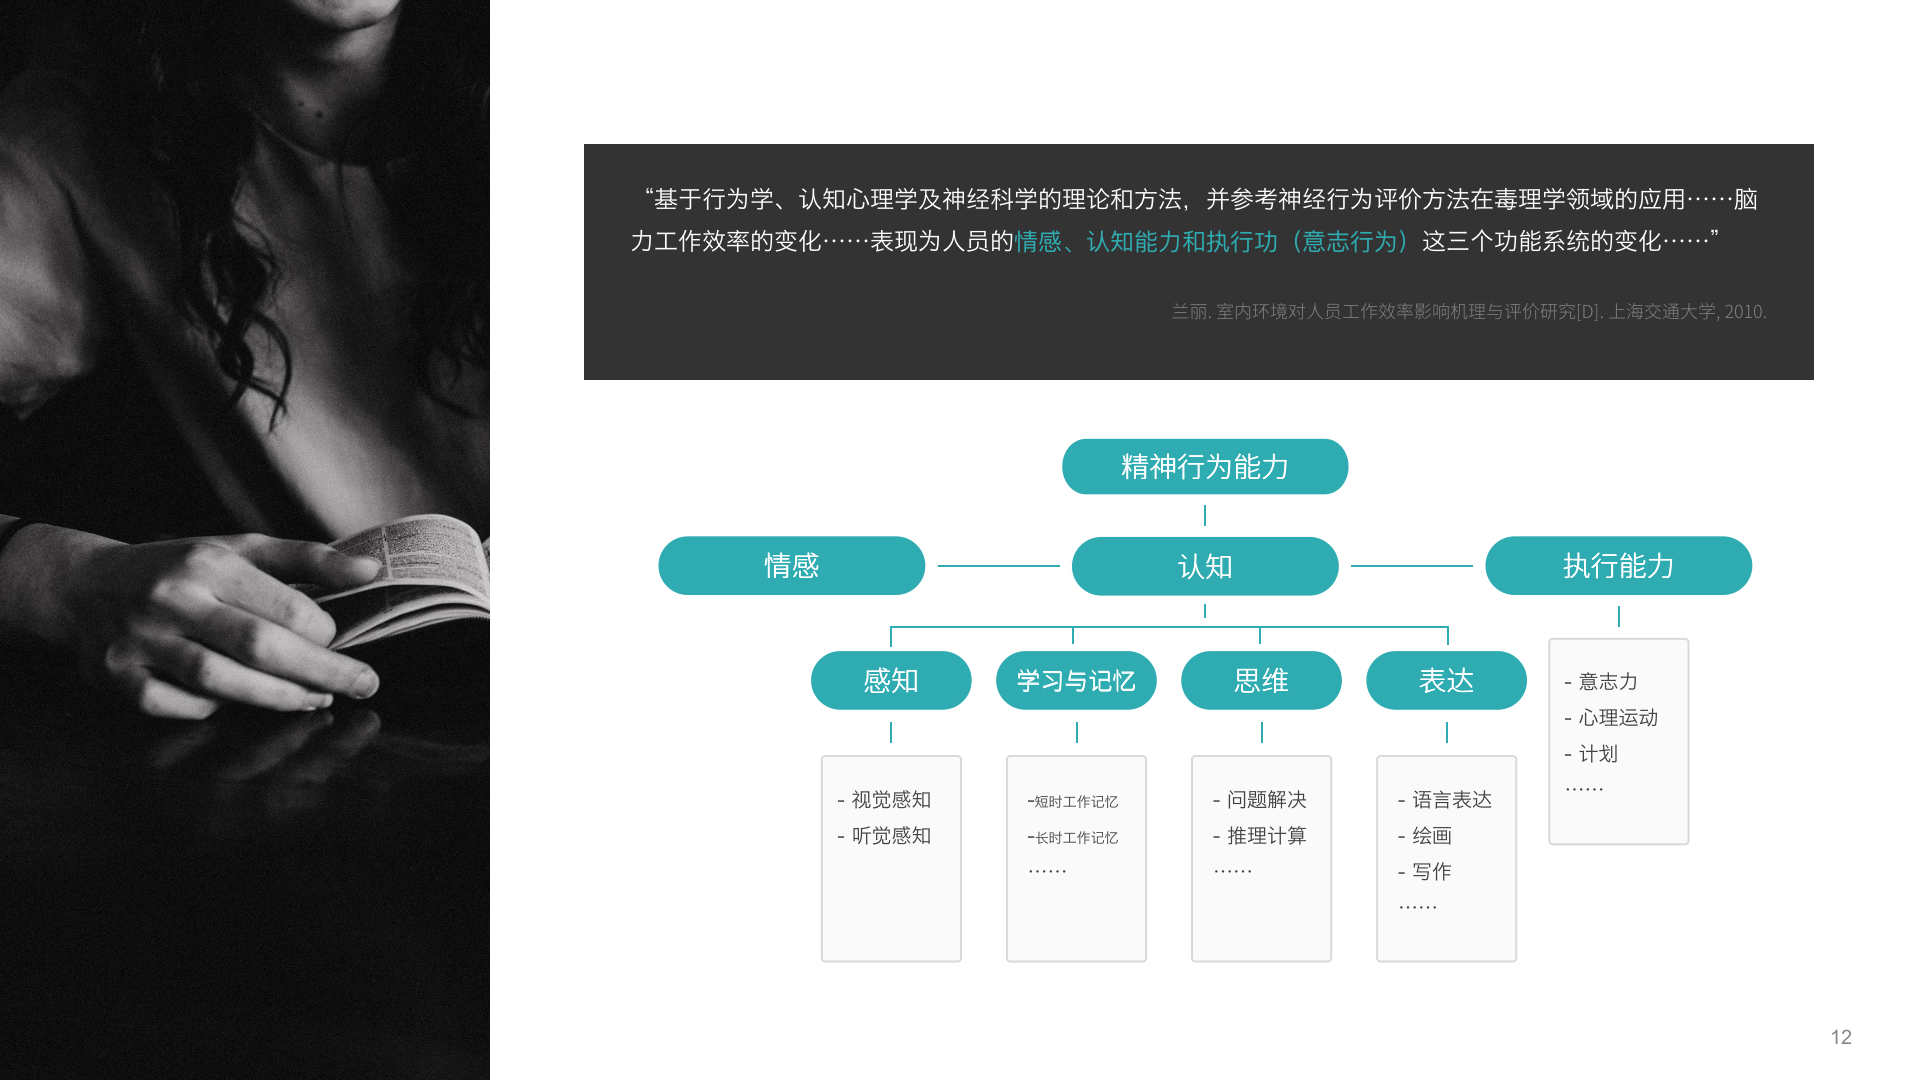 “基于行为学、认知心理学及神经科学的理论和方法，并参考神经行为评价方法在毒理学领域的应用……脑
力工作效率的变化……表现为人员的情感、认知能力和执行功（意志行为）这三个功能系统的变化……”
兰丽. 室内环境对人员工作效率影响机理与评价研究[D]. 上海交通大学, 2010.
精神行为能力
情感
认知
执行能力
感知
学习与记忆
思维
表达
- 意志力
- 心理运动
- 计划
……
- 视觉感知
- 听觉感知
-短时工作记忆
-长时工作记忆
……
- 问题解决
- 推理计算
……
- 语言表达
- 绘画
- 写作
……
12